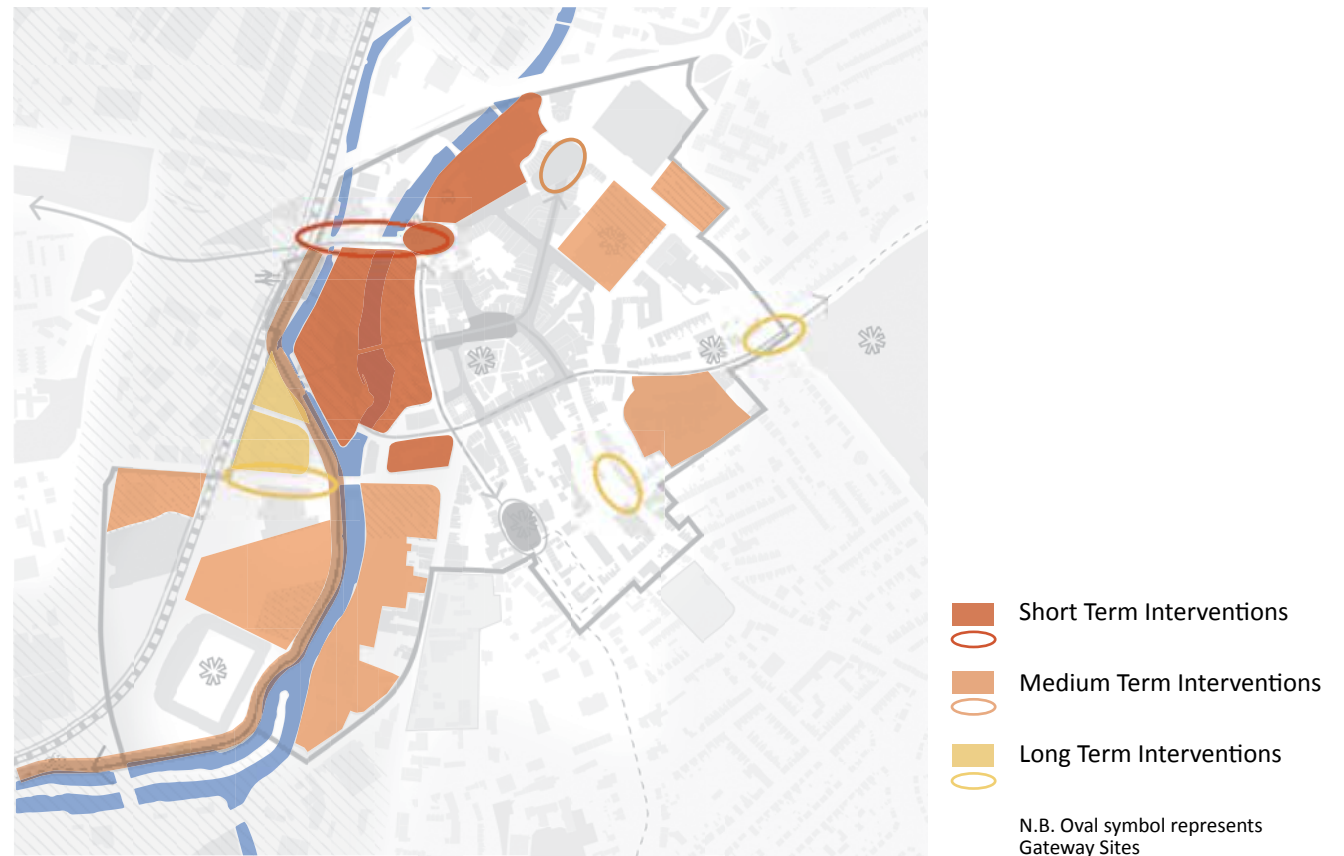 Short Term Interventions
Medium Term Interventions
Long Term Interventions
N.B. Oval symbol represents
Gateway Sites